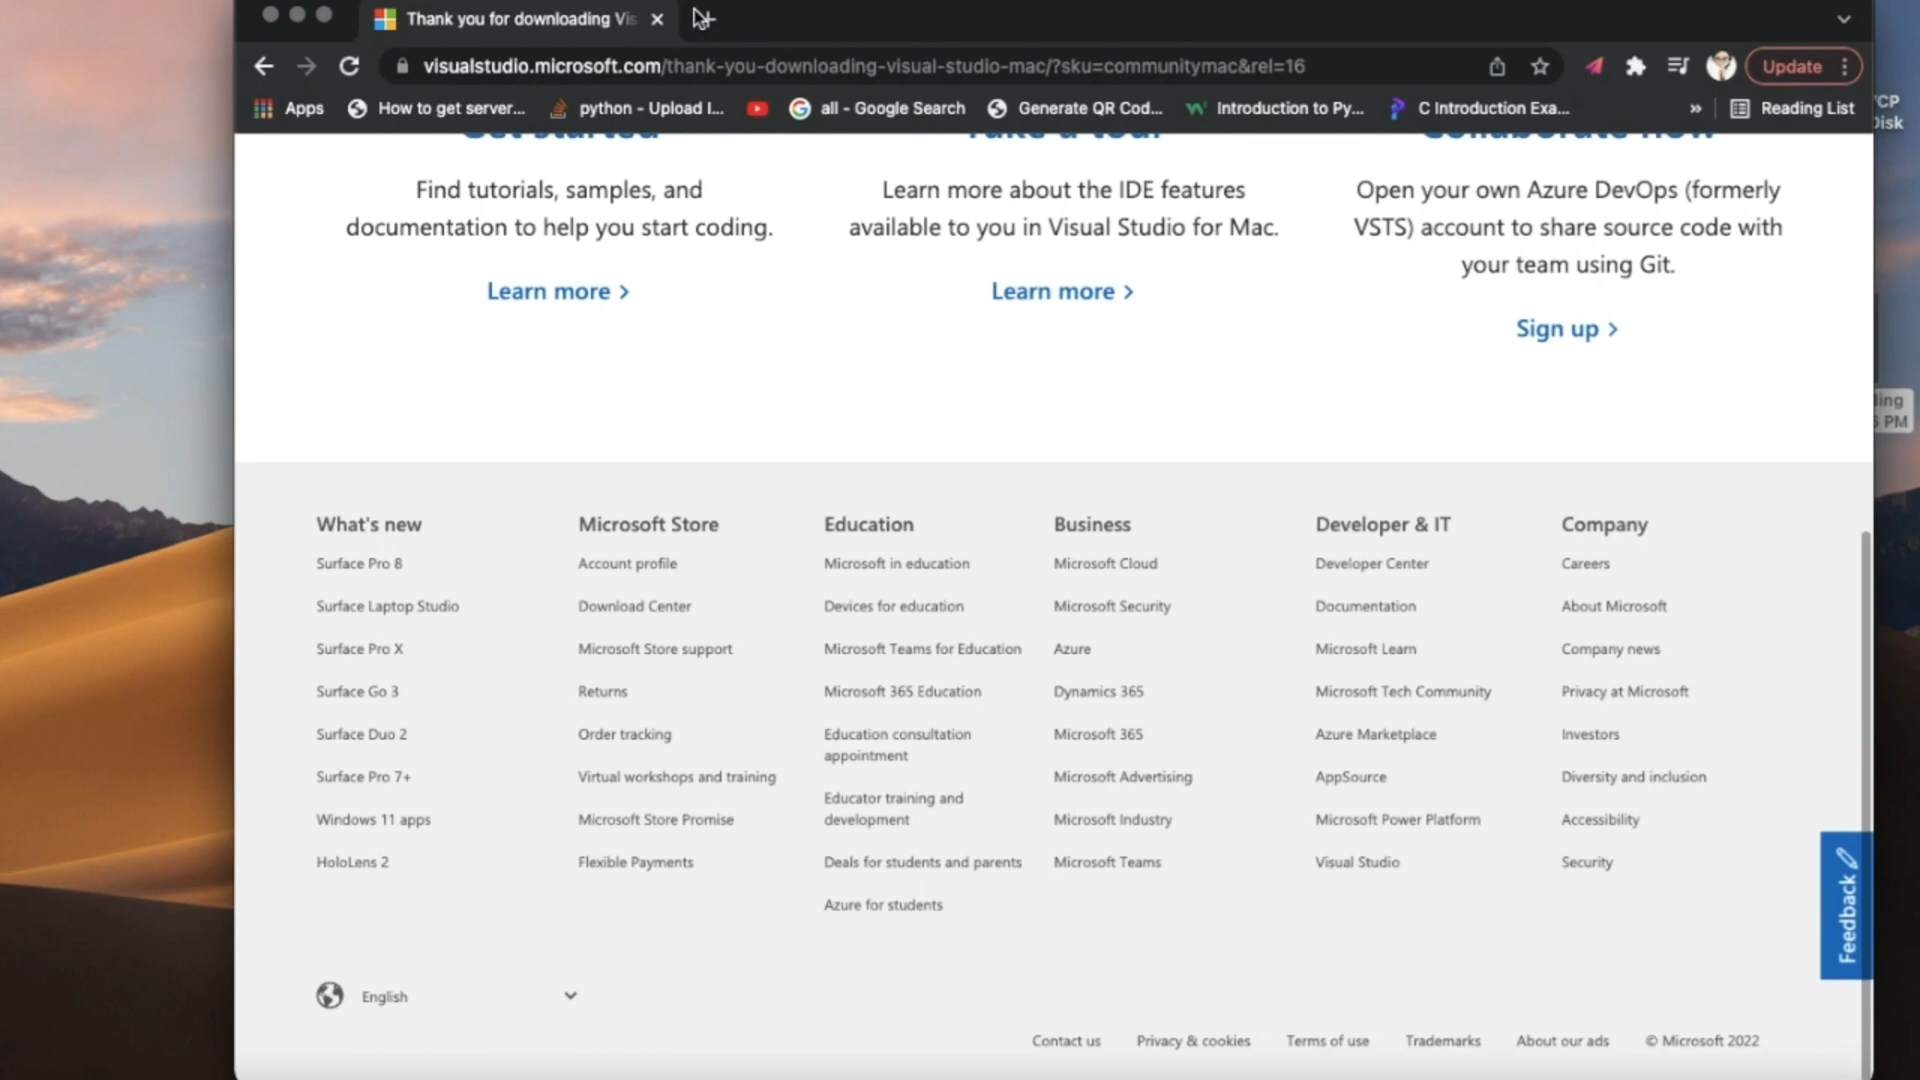 Thank you for downloading Vis
visualstudio.microsoft.com/thank-you-downloading-visual-studio-mac/?sku=communitymac&rel=16
Update
Apps
How to get server...
python - Upload I...
all - Google Search
Generate QR Cod...
Introduction to Py...
C Introduction Exa...
»
Reading List
Get started
Take a tour
Collaborate now
Find tutorials, samples, and
documentation to help you start coding.
Learn more >
Learn more about the IDE features
available to you in Visual Studio for Mac.
Learn more >
Open your own Azure DevOps (formerly
VSTS) account to share source code with
your team using Git.
Sign up >
What's new
Surface Pro 8
Surface Laptop Studio
Surface Pro X
Surface Go 3
Surface Duo 2
Surface Pro 7+
Windows 11 apps
HoloLens 2
Microsoft Store
Account profile
Download Center
Microsoft Store support
Returns
Order tracking
Virtual workshops and training
Microsoft Store Promise
Flexible Payments
Education
Microsoft in education
Devices for education
Microsoft Teams for Education
Microsoft 365 Education
Education consultation
appointment
Educator training and
development
Deals for students and parents
Azure for students
Business
Microsoft Cloud
Microsoft Security
Azure
Dynamics 365
Microsoft 365
Microsoft Advertising
Microsoft Industry
Microsoft Teams
Developer & IT
Developer Center
Documentation
Microsoft Learn
Microsoft Tech Community
Azure Marketplace
AppSource
Microsoft Power Platform
Visual Studio
Company
Careers
About Microsoft
Company news
Privacy at Microsoft
Investors
Diversity and inclusion
Accessibility
Security
Feedback
English
Contact us
Privacy & cookies
Terms of use
Trademarks
About our ads
© Microsoft 2022
PM